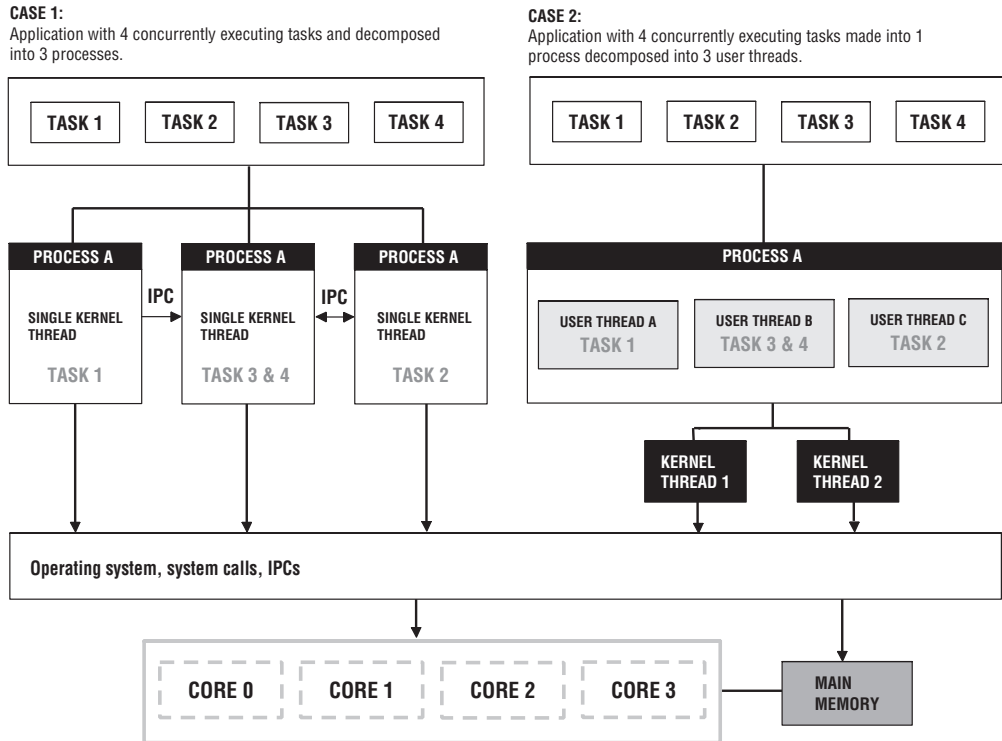 CASE 1:
Application with 4 concurrently executing tasks and decomposed
into 3 processes.
TASK 1
TASK 2
TASK 3
TASK 4
PROCESS A
SINGLE KERNEL
THREAD
TASK 1
IPC
PROCESS A
SINGLE KERNEL
THREAD
TASK 3 & 4
IPC
PROCESS A
SINGLE KERNEL
THREAD
TASK 2
CASE 2:
Application with 4 concurrently executing tasks made into 1
process decomposed into 3 user threads.
TASK 1
TASK 2
TASK 3
TASK 4
PROCESS A
USER THREAD A
TASK 1
USER THREAD B
TASK 3 & 4
USER THREAD C
TASK 2
KERNEL
THREAD 1
KERNEL
THREAD 2
Operating system, system calls, IPCs
CORE 0
CORE 1
CORE 2
CORE 3
MAIN
MEMORY